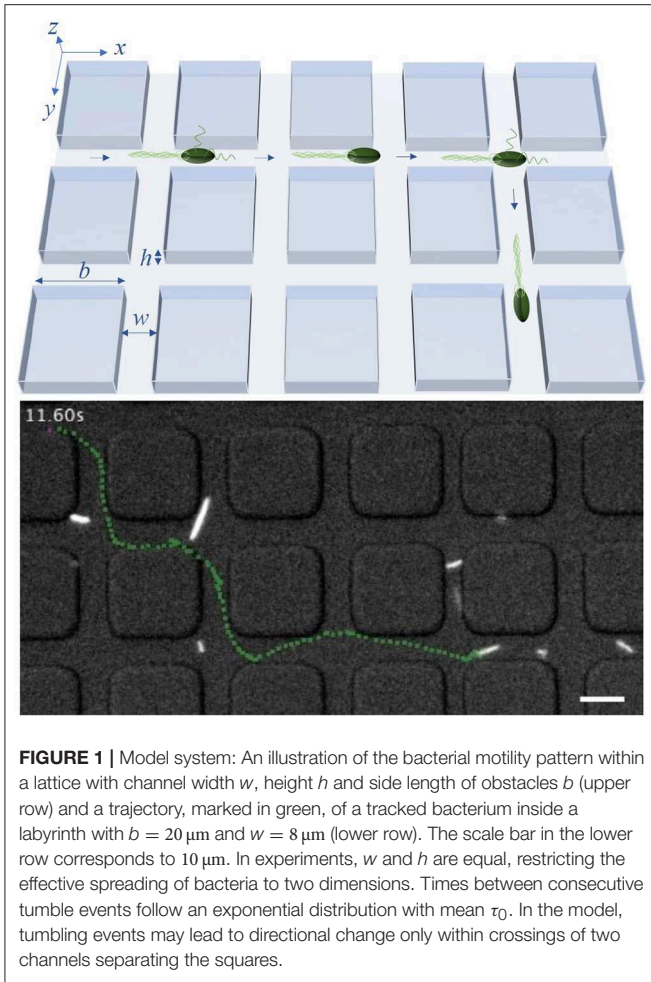 z
x
y
h
b
w
11.60s
FIGURE 1 | Model system: An illustration of the bacterial motility pattern within
a lattice with channel width w, height h and side length of obstacles b (upper
row) and a trajectory, marked in green, of a tracked bacterium inside a
labyrinth with b = 20 µm and w = 8 µm (lower row). The scale bar in the lower
row corresponds to 10 µm. In experiments, w and h are equal, restricting the
effective spreading of bacteria to two dimensions. Times between consecutive
tumble events follow an exponential distribution with mean τ0. In the model,
tumbling events may lead to directional change only within crossings of two
channels separating the squares.